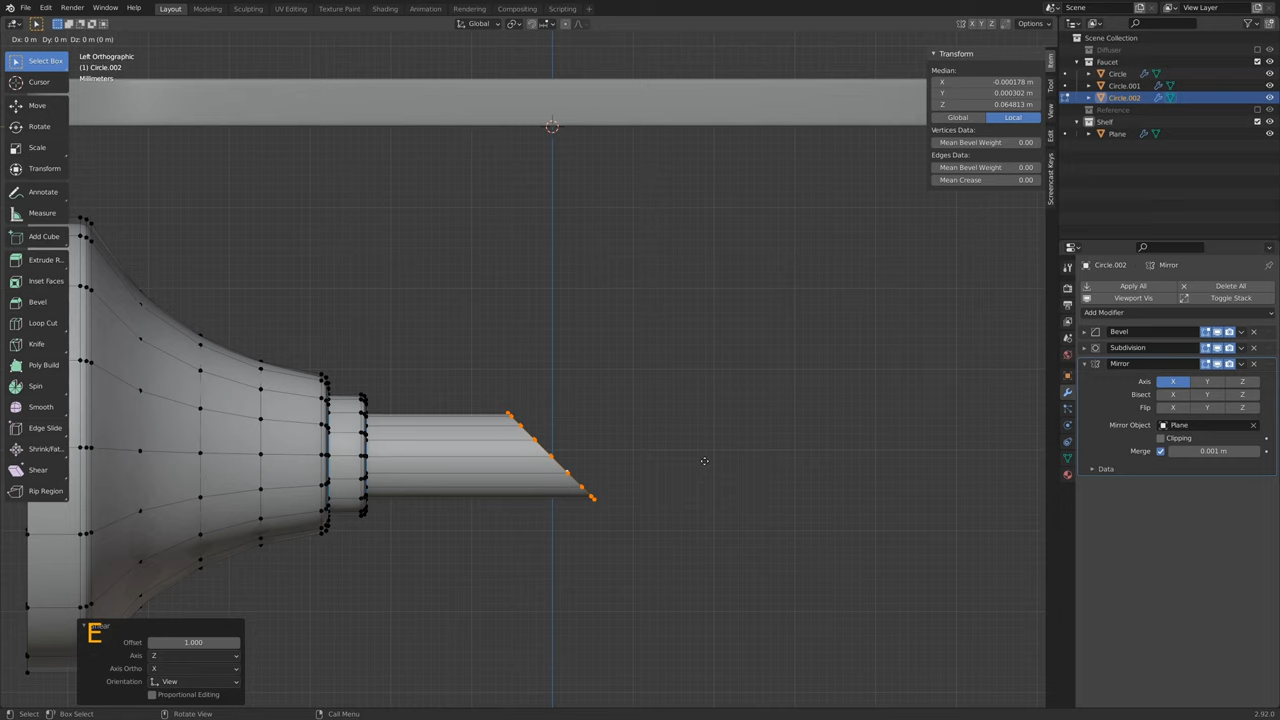 File Edit Render Window Help Layout Modeling Sculpting UV Editing Texture Paint Shading Animation Rendering Compositing Scripting Scene View Layer
Global X Y Z Options
Dx: 0 m Dy: 0 m Dz: 0 m (0 m)
Left Orthographic
(1) Circle.002
Millimeters
Select Box
Cursor
Move
Rotate
Scale
Transform
Annotate
Measure
Add Cube
Extrude R...
Inset Faces
Bevel
Loop Cut
Knife
Poly Build
Spin
Smooth
Edge Slide
Shrink/Fat...
Shear
Rip Region
Transform
Median:
X -0.000178 m
Y 0.000302 m
Z 0.064813 m
Global Local
Vertices Data:
Mean Bevel Weight 0.00
Edges Data:
Mean Bevel Weight 0.00
Mean Crease 0.00
Item
Tool
View
Edit
Screencast Keys
Scene Collection
Diffuser
Faucet
Circle
Circle.001
Circle.002
Reference
Shelf
Plane
Circle.002 Mirror
Apply All Delete All
Viewport Vis Toggle Stack
Add Modifier
Bevel
Subdivision
Mirror
Axis X Y Z
Bisect X Y Z
Flip X Y Z
Mirror Object Plane
Clipping
Merge 0.001 m
Data
E
Offset 1.000
Axis Z
Axis Ortho X
Orientation View
Proportional Editing
Select Box Select Rotate View Call Menu 2.92.0